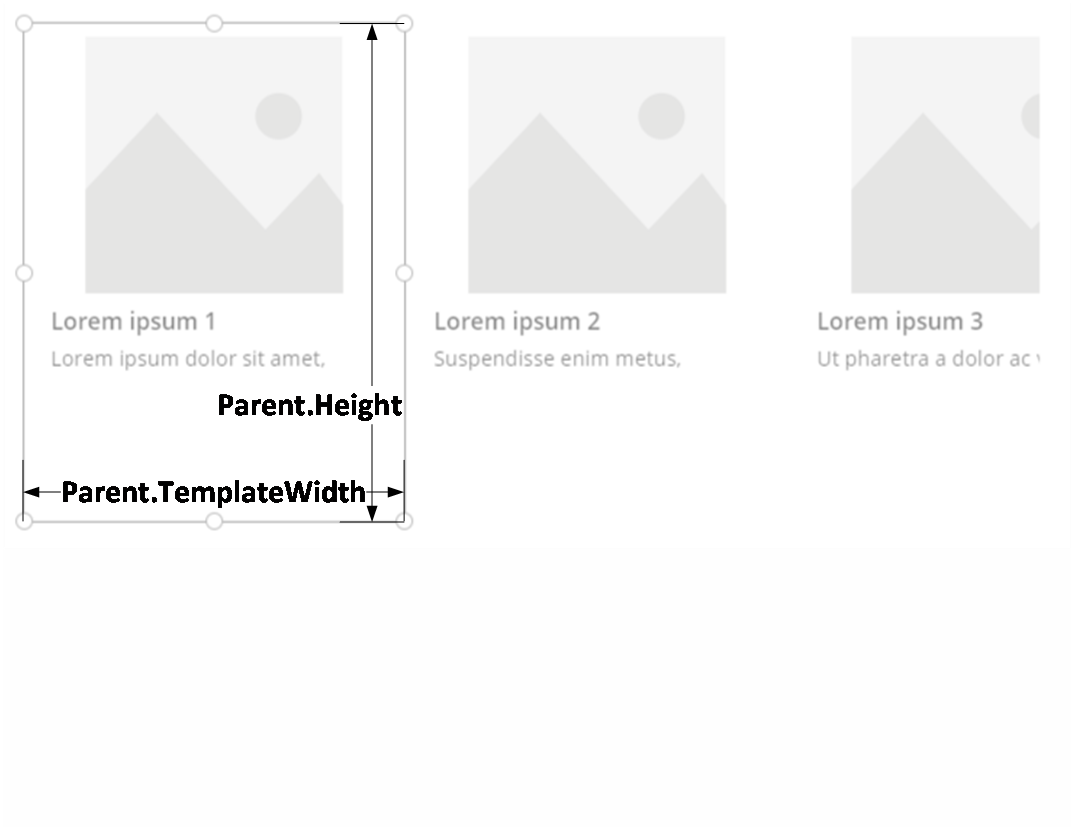 Lorem ipsum 1
Lorem ipsum dolor sit amet,
Lorem ipsum 2
Suspendisse enim metus,
Lorem ipsum 3
Ut pharetra a dolor ac
Parent.Height
Parent.TemplateWidth